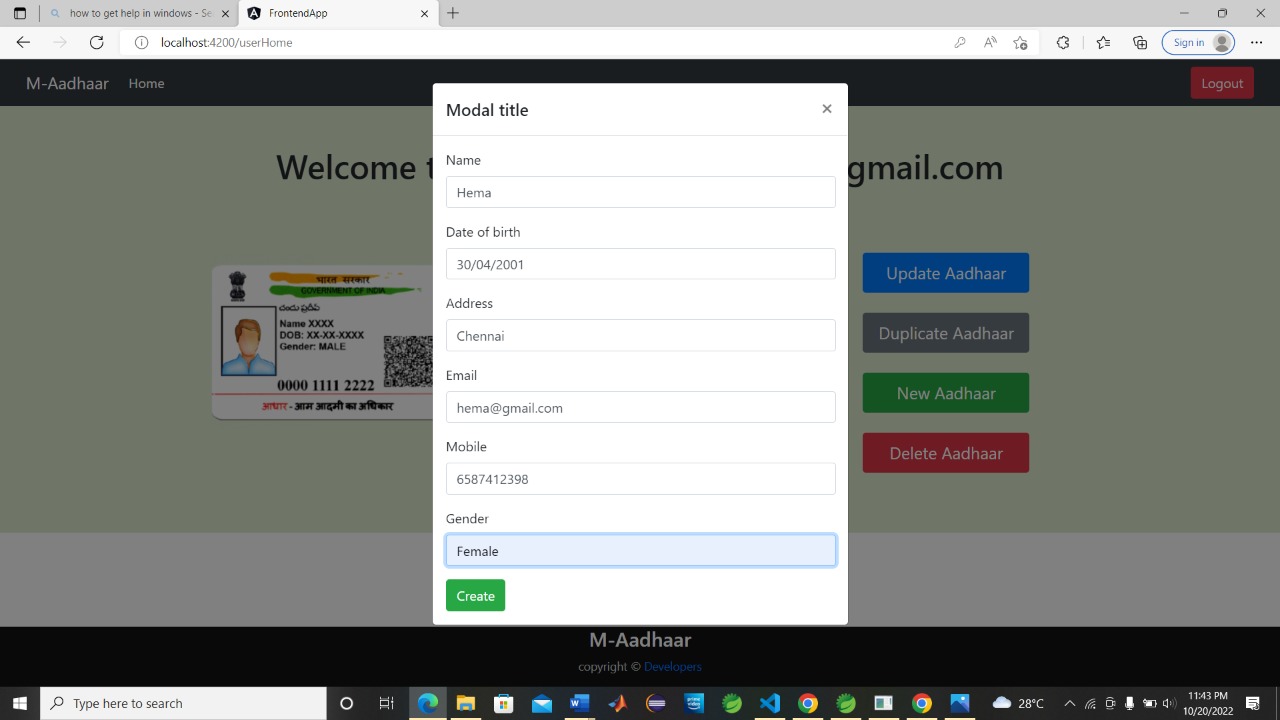 how to get help in windows - Se
FrontendApp
localhost:4200/userHome
Sign in
M-Aadhaar
Home
Logout
Modal title
×
Welcome
gmail.com
Name
Hema
Date of birth
30/04/2001
Address
Chennai
Email
hema@gmail.com
Mobile
6587412398
Gender
Female
Create
भारत सरकार
GOVERNMENT OF INDIA
Name XXXX
DOB: XX-XX-XXXX
Gender: MALE
0000 1111 2222
आधार - आम आदमी का अधिकार
Update Aadhaar
Duplicate Aadhaar
New Aadhaar
Delete Aadhaar
M-Aadhaar
copyright © Developers
Type here to search
28°C
11:43 PM
10/20/2022